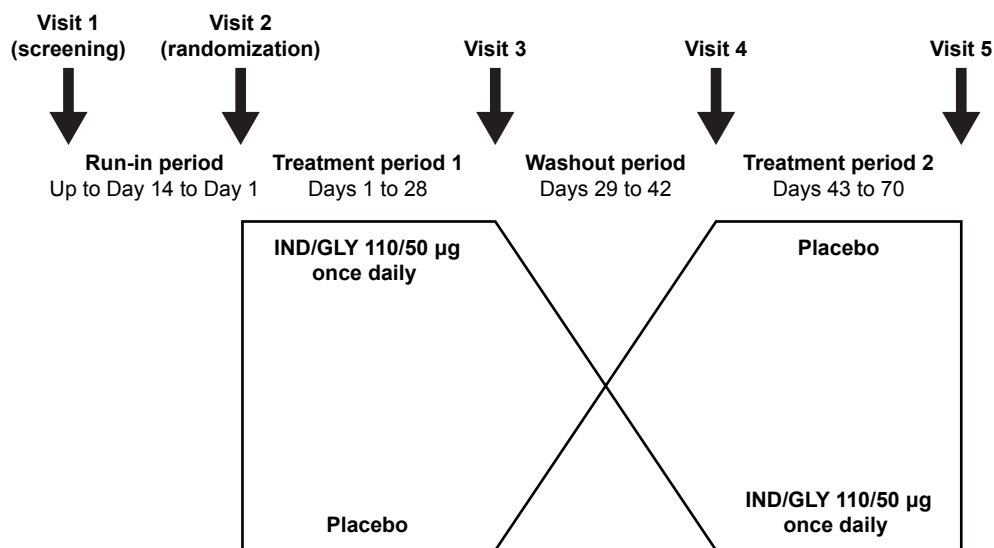 Visit 1
(screening)
Visit 2
(randomization)
Visit 3
Visit 4
Visit 5
Run-in period
Up to Day 14 to Day 1
Treatment period 1
Days 1 to 28
Washout period
Days 29 to 42
Treatment period 2
Days 43 to 70
IND/GLY 110/50 µg
once daily
Placebo
Placebo
IND/GLY 110/50 µg
once daily